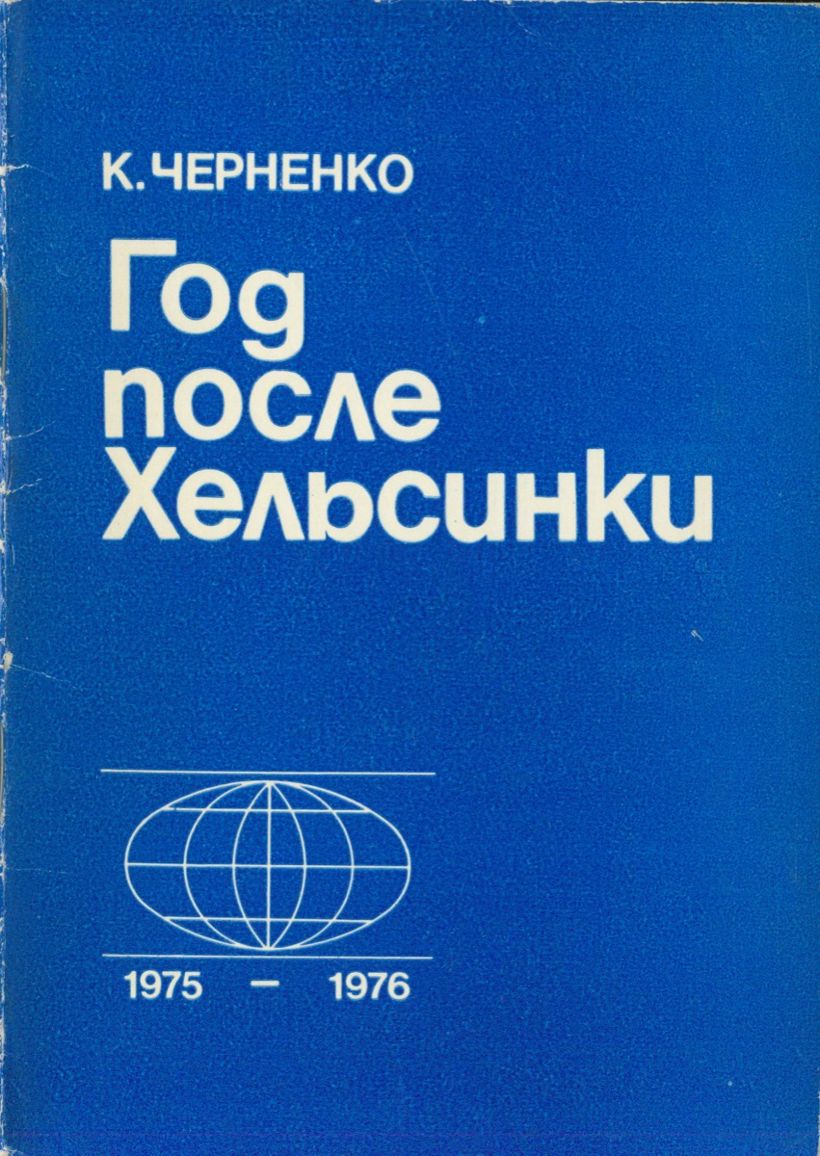 К. ЧЕРНЕНКО
Год
после
Хельсинки
1975 – 1976